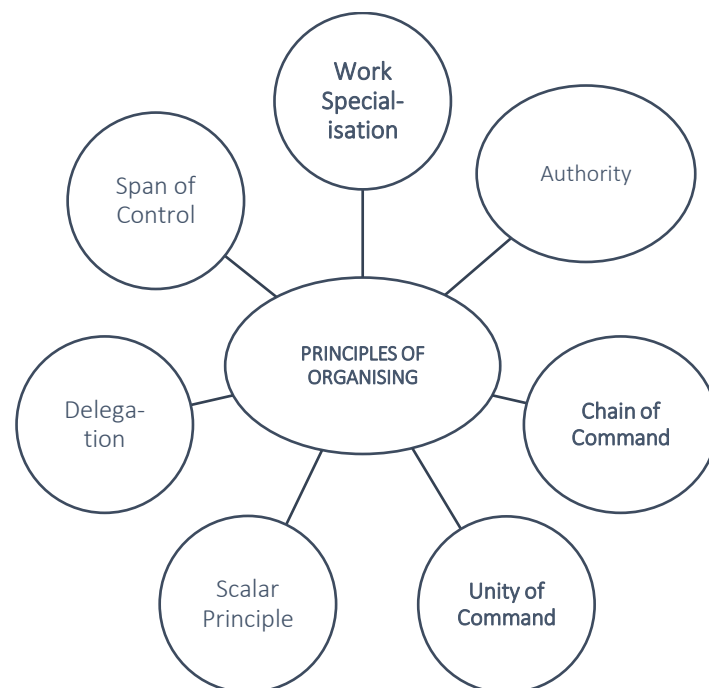 Work
Special-
isation
Authority
Span of
Control
PRINCIPLES OF
ORGANISING
Chain of
Command
Delega-
tion
Unity of
Command
Scalar
Principle